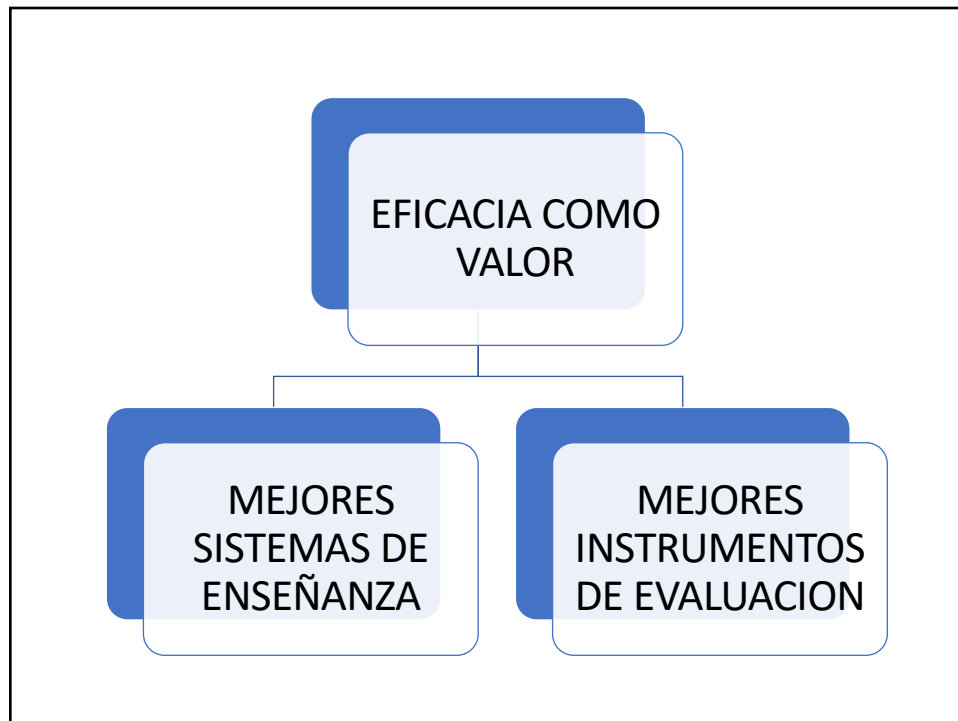 EFICACIA COMO
VALOR
MEJORES
SISTEMAS DE
ENSEÑANZA
MEJORES
INSTRUMENTOS
DE EVALUACION